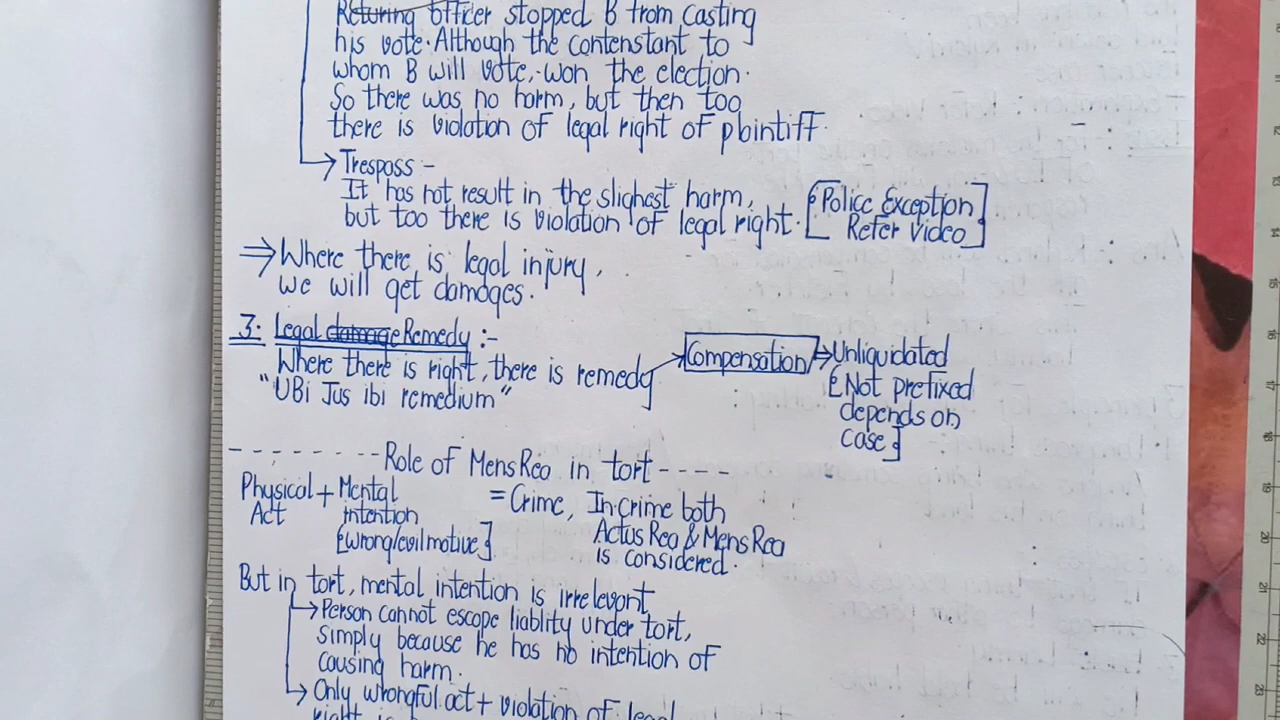 Returing officer stopped B from casting
his vote. Although the contenstant to
whom B will vote, won the election.
So there was no harm, but then too
there is violation of legal right of plaintiff.
Trespass :-
It has not result in the slighest harm,
but too there is violation of legal right. [Police Exception
Refer Video]
⇒ Where there is legal injury,
we will get damages.
3. Legal damage Remedy :-
Where there is right, there is remedy
"UBi Jus ibi remedium"
Compensation → Unliquidated
[Not prefixed
depends on
case]
--------Role of Mens Rea in tort----
Physical + Mental = Crime, In Crime both
Act intention Actus Rea & Mens Rea
[wrong/evil motive] is considered.
But in tort, mental intention is irrelevant
Person cannot escape liablity under tort,
simply because he has no intention of
causing harm.
Only wrongful act + violation of legal
right is